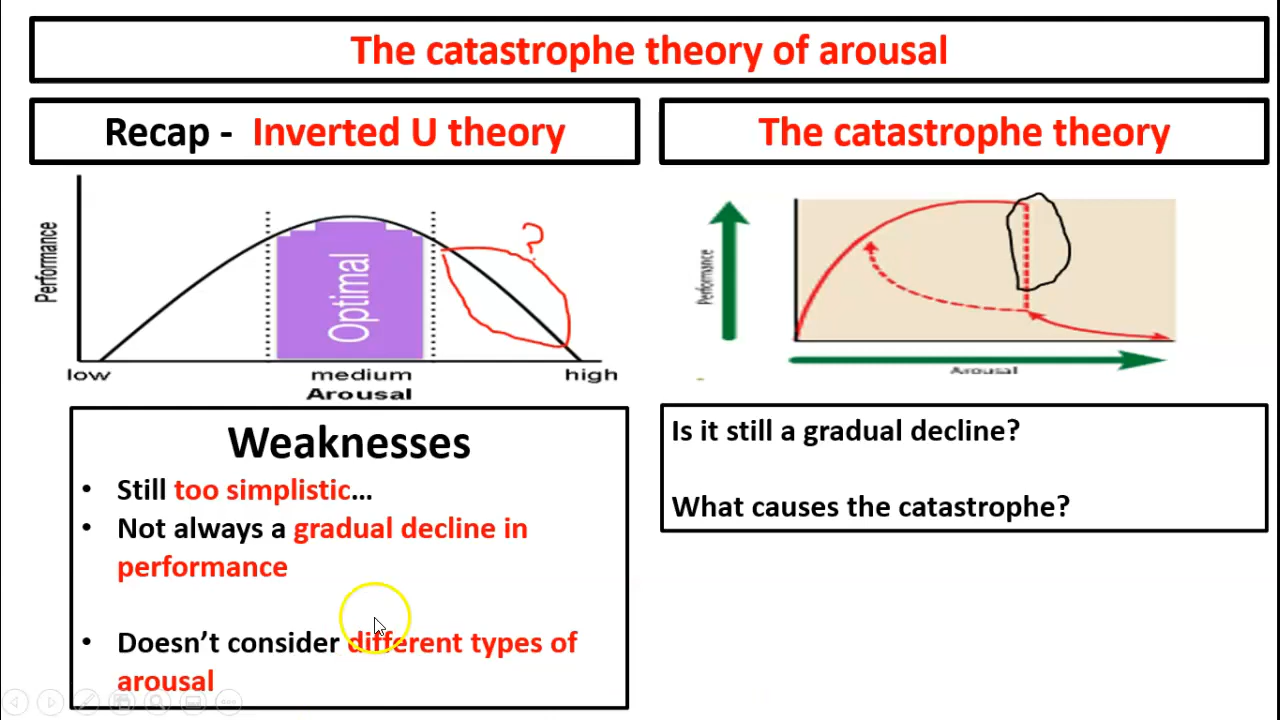 The catastrophe theory of arousal
Recap - Inverted U theory
Performance
Optimal
?
low
medium
high
Arousal
Weaknesses
• Still too simplistic...
• Not always a gradual decline in
performance
• Doesn't consider different types of
arousal
The catastrophe theory
Performance
Arousal
Is it still a gradual decline?
What causes the catastrophe?